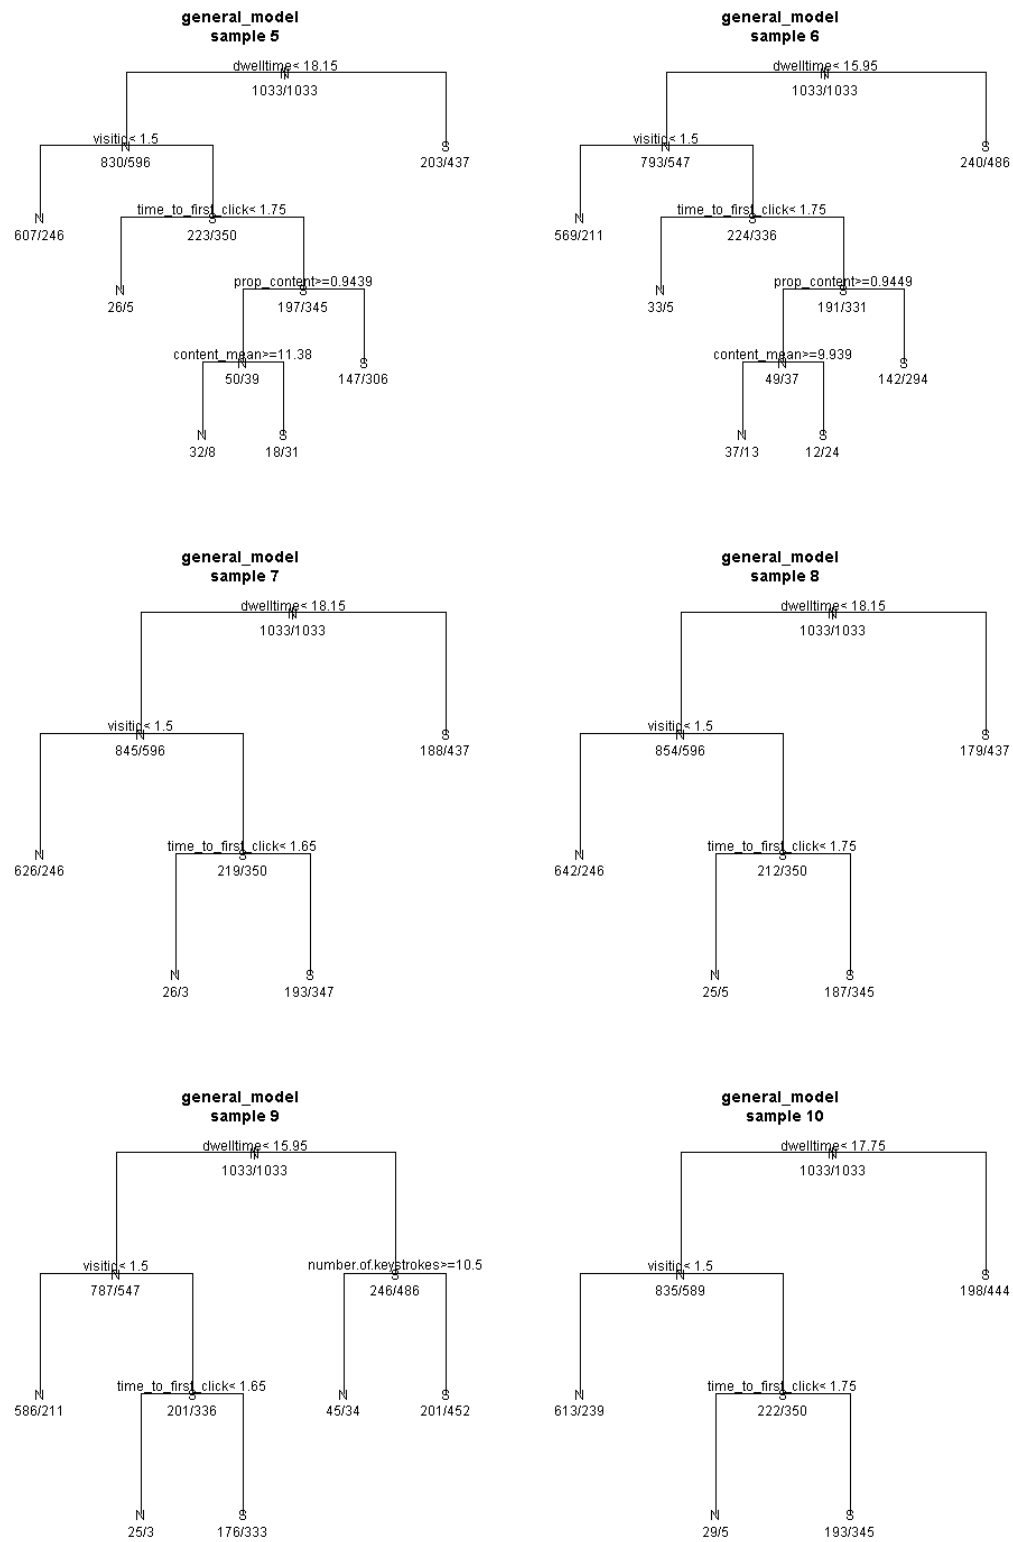 general_model
sample 5
dwelltime< 18.15
N
1033/1033
visitid< 1.5
N
830/596
S
203/437
N
607/246
time_to_first_click< 1.75
S
223/350
N
26/5
prop_content>=0.9439
S
197/345
content_mean>=11.38
N
50/39
S
147/306
N
32/8
S
18/31
general_model
sample 6
dwelltime< 15.95
N
1033/1033
visitid< 1.5
N
793/547
S
240/486
N
569/211
time_to_first_click< 1.75
S
224/336
N
33/5
prop_content>=0.9449
S
191/331
content_mean>=9.939
N
49/37
S
142/294
N
37/13
S
12/24
general_model
sample 7
dwelltime< 18.15
N
1033/1033
visitid< 1.5
N
845/596
S
188/437
N
626/246
time_to_first_click< 1.65
S
219/350
N
26/3
S
193/347
general_model
sample 8
dwelltime< 18.15
N
1033/1033
visitid< 1.5
N
854/596
S
179/437
N
642/246
time_to_first_click< 1.75
S
212/350
N
25/5
S
187/345
general_model
sample 9
dwelltime< 15.95
N
1033/1033
visitid< 1.5
N
787/547
number.of.keystrokes>=10.5
S
246/486
N
586/211
time_to_first_click< 1.65
S
201/336
N
45/34
S
201/452
N
25/3
S
176/333
general_model
sample 10
dwelltime< 17.75
N
1033/1033
visitid< 1.5
N
835/589
S
198/444
N
613/239
time_to_first_click< 1.75
S
222/350
N
29/5
S
193/345